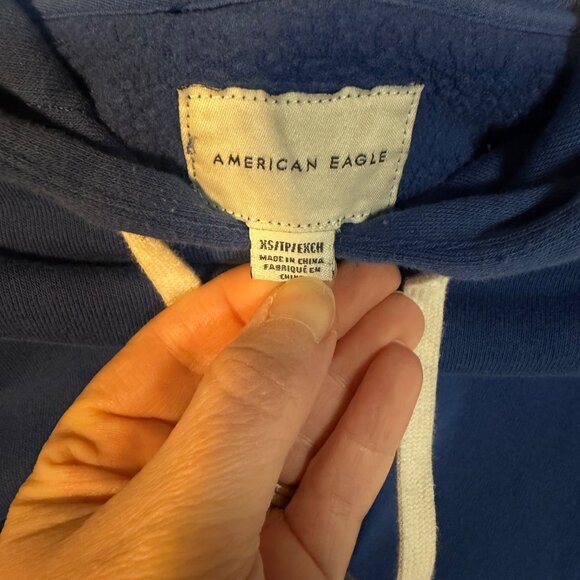 AMERICAN EAGLE
XS/TP/EXCH
MADE IN CHINA
FABRIQUÉ EN